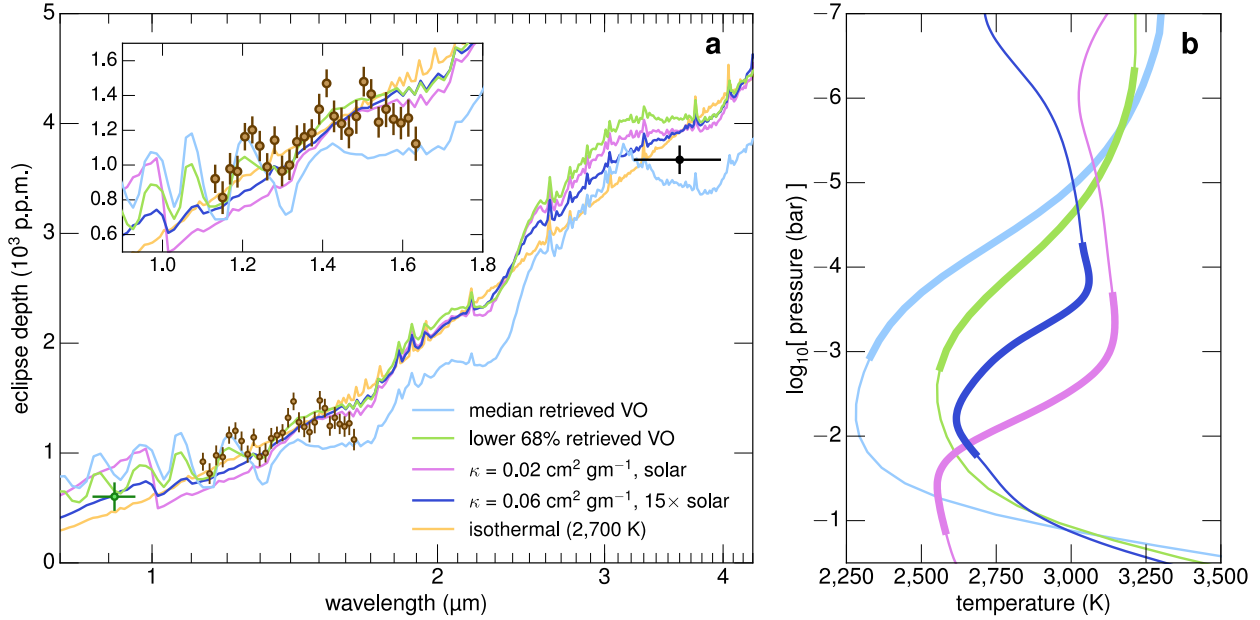 a
eclipse depth (10³ p.p.m.)
5
4
3
2
1
0
1.6
1.4
1.2
1.0
0.8
0.6
1.0 1.2 1.4 1.6 1.8
median retrieved VO
lower 68% retrieved VO
κ = 0.02 cm² gm⁻¹, solar
κ = 0.06 cm² gm⁻¹, 15× solar
isothermal (2,700 K)
1 2 3 4
wavelength (μm)
b
log₁₀[ pressure (bar) ]
−7
−6
−5
−4
−3
−2
−1
2,250 2,500 2,750 3,000 3,250 3,500
temperature (K)